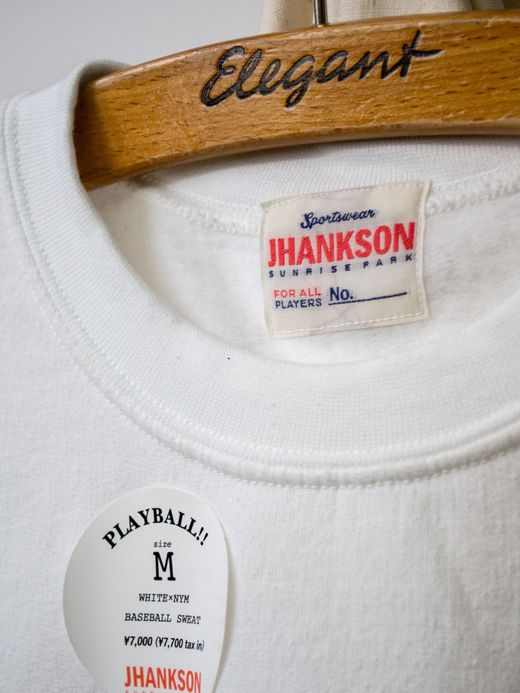 Elegant
Sportswear
JHANKSON
SUNRISE PARK
FOR ALL
PLAYERS No.
PLAYBALL!!
size
M
WHITE×NYM
BASEBALL SWEAT
¥7,000 (¥7,700 tax in)
JHANKSON